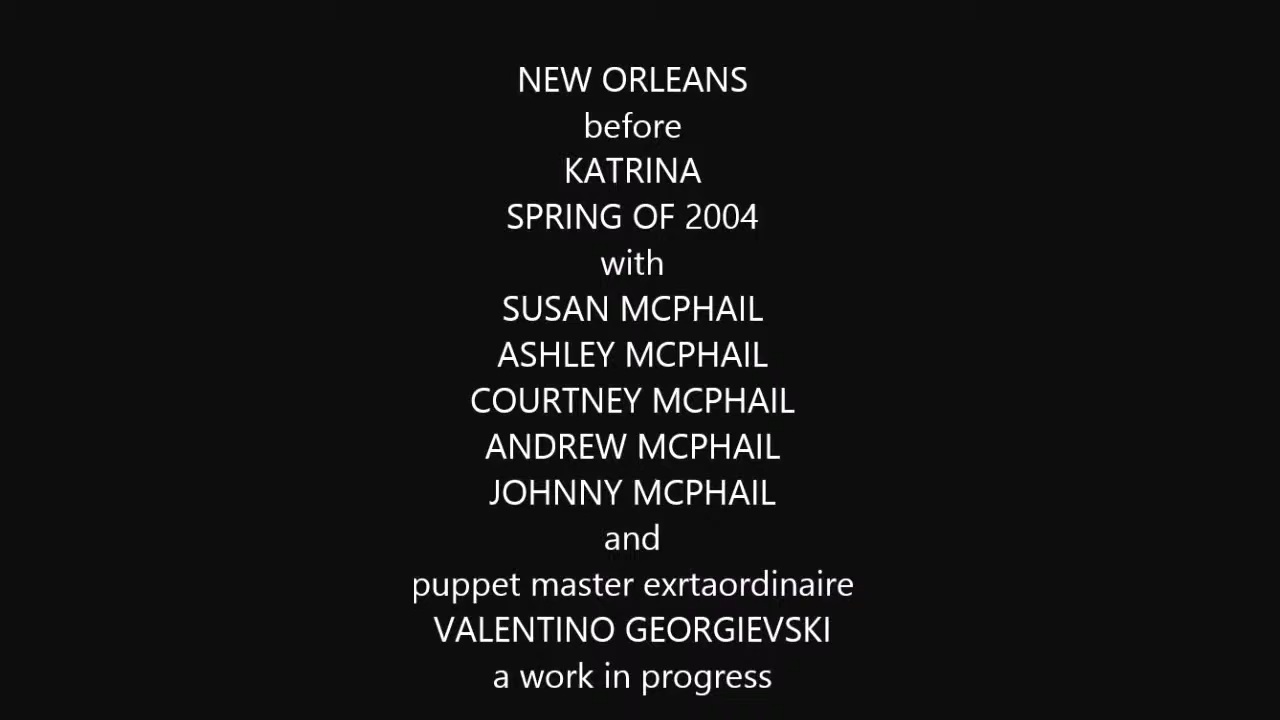 NEW ORLEANS
before
KATRINA
SPRING OF 2004
with
SUSAN MCPHAIL
ASHLEY MCPHAIL
COURTNEY MCPHAIL
ANDREW MCPHAIL
JOHNNY MCPHAIL
and
puppet master exrtaordinaire
VALENTINO GEORGIEVSKI
a work in progress